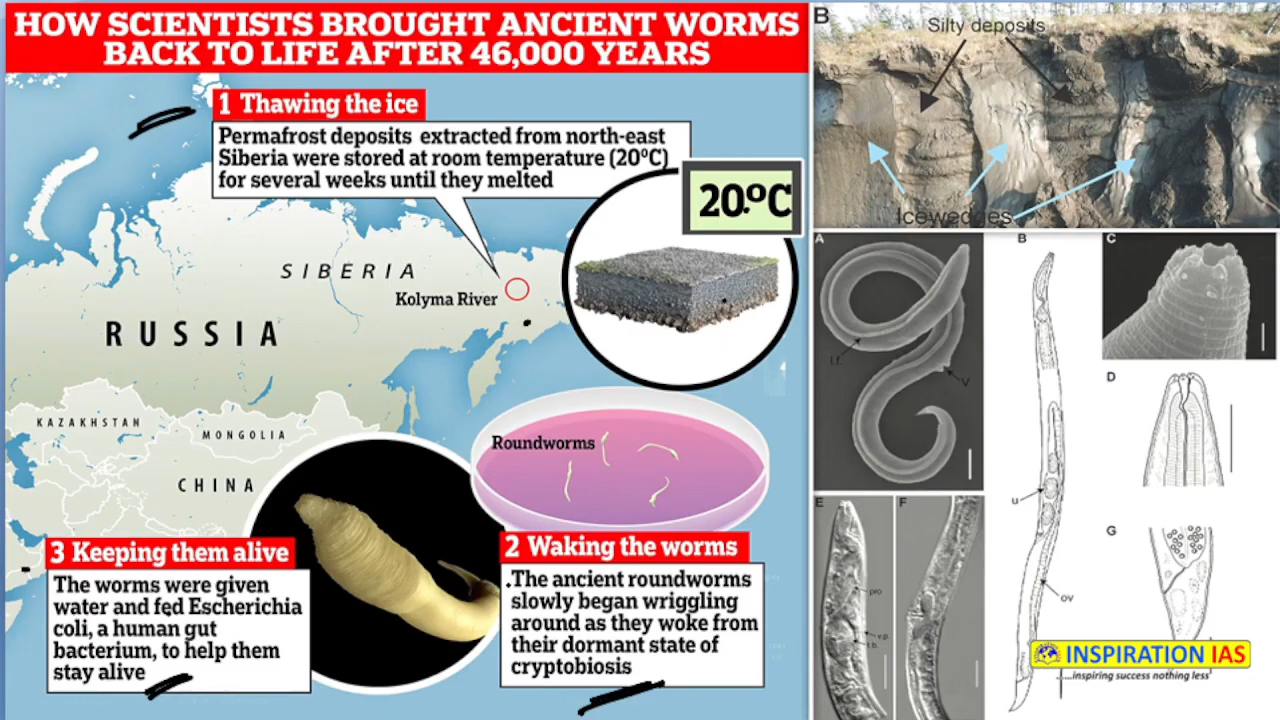 HOW SCIENTISTS BROUGHT ANCIENT WORMS
BACK TO LIFE AFTER 46,000 YEARS
1 Thawing the ice
Permafrost deposits extracted from north-east
Siberia were stored at room temperature (20ºC)
for several weeks until they melted
20.ºC
SIBERIA
Kolyma River
RUSSIA
KAZAKHSTAN
MONGOLIA
CHINA
Roundworms
3 Keeping them alive
The worms were given
water and fed Escherichia
coli, a human gut
bacterium, to help them
stay alive
2 Waking the worms
.The ancient roundworms
slowly began wriggling
around as they woke from
their dormant state of
cryptobiosis
B
Silty deposits
Ice wedges
A
l.f.
V
B
u
ov
C
D
E
pro
v.p.
t.b.
F
G
INSPIRATION IAS
.....inspiring success nothing less